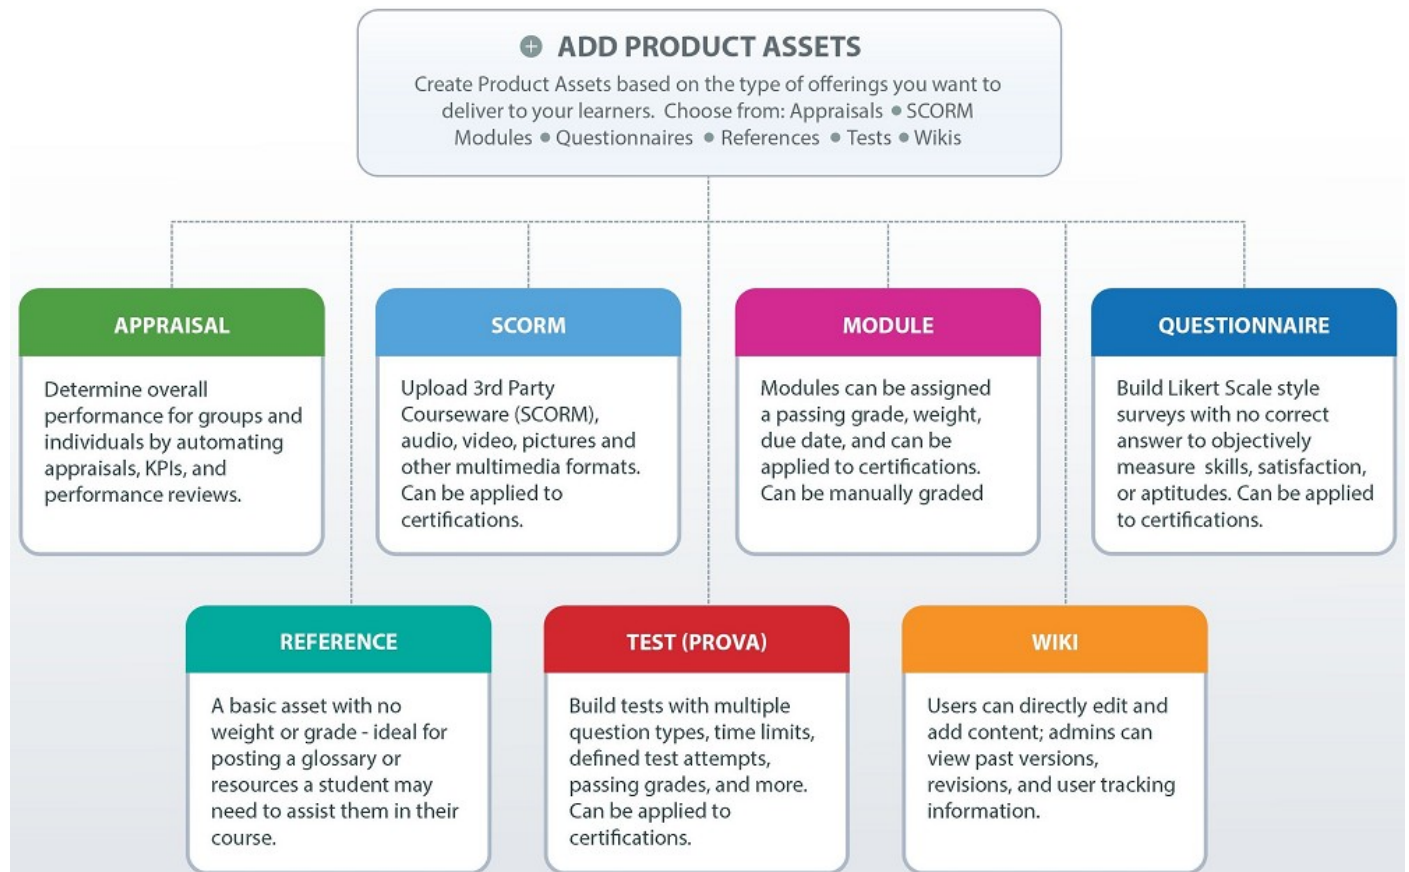 ADD PRODUCT ASSETS
Create Product Assets based on the type of offerings you want to
deliver to your learners. Choose from: Appraisals • SCORM
Modules • Questionnaires • References • Tests • Wikis
APPRAISAL
Determine overall
performance for groups and
individuals by automating
appraisals, KPIs, and
performance reviews.
SCORM
Upload 3rd Party
Courseware (SCORM),
audio, video, pictures and
other multimedia formats.
Can be applied to
certifications.
MODULE
Modules can be assigned
a passing grade, weight,
due date, and can be
applied to certifications.
Can be manually graded
QUESTIONNAIRE
Build Likert Scale style
surveys with no correct
answer to objectively
measure skills, satisfaction,
or aptitudes. Can be applied
to certifications.
REFERENCE
A basic asset with no
weight or grade - ideal for
posting a glossary or
resources a student may
need to assist them in their
course.
TEST (PROVA)
Build tests with multiple
question types, time limits,
defined test attempts,
passing grades, and more.
Can be applied to
certifications.
WIKI
Users can directly edit and
add content; admins can
view past versions,
revisions, and user tracking
information.